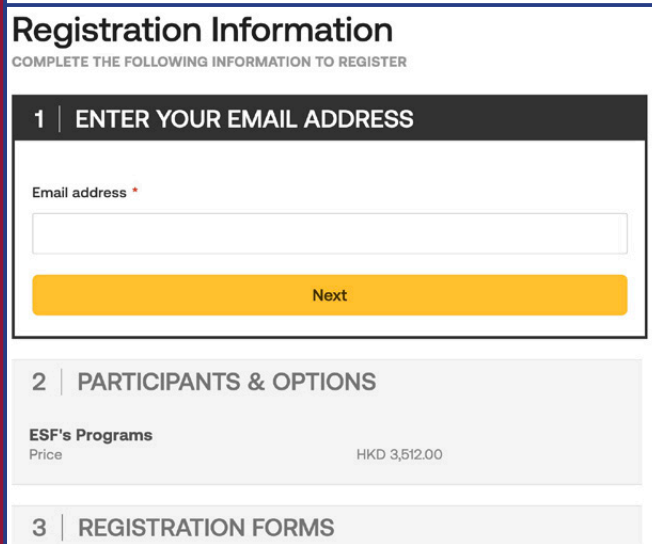 Registration Information
COMPLETE THE FOLLOWING INFORMATION TO REGISTER
1 | ENTER YOUR EMAIL ADDRESS
Email address *
Next
2 | PARTICIPANTS & OPTIONS
ESF's Programs
Price HKD 3,512.00
3 | REGISTRATION FORMS